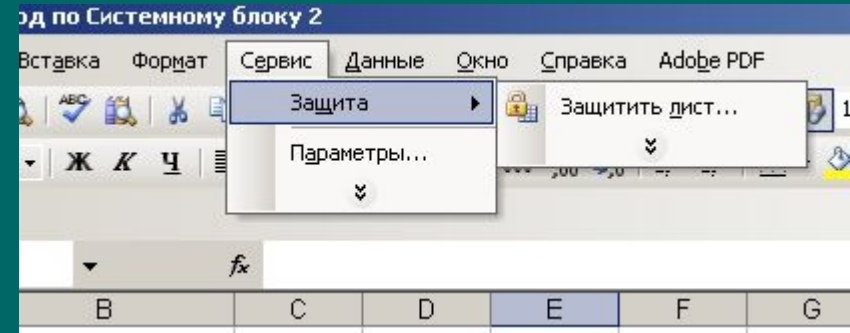 од по Системному блоку 2
Вставка Формат Сервис Данные Окно Справка Adobe PDF
Защита Защитить лист...
Ж К Ч
Параметры...
fx
B C D E F G